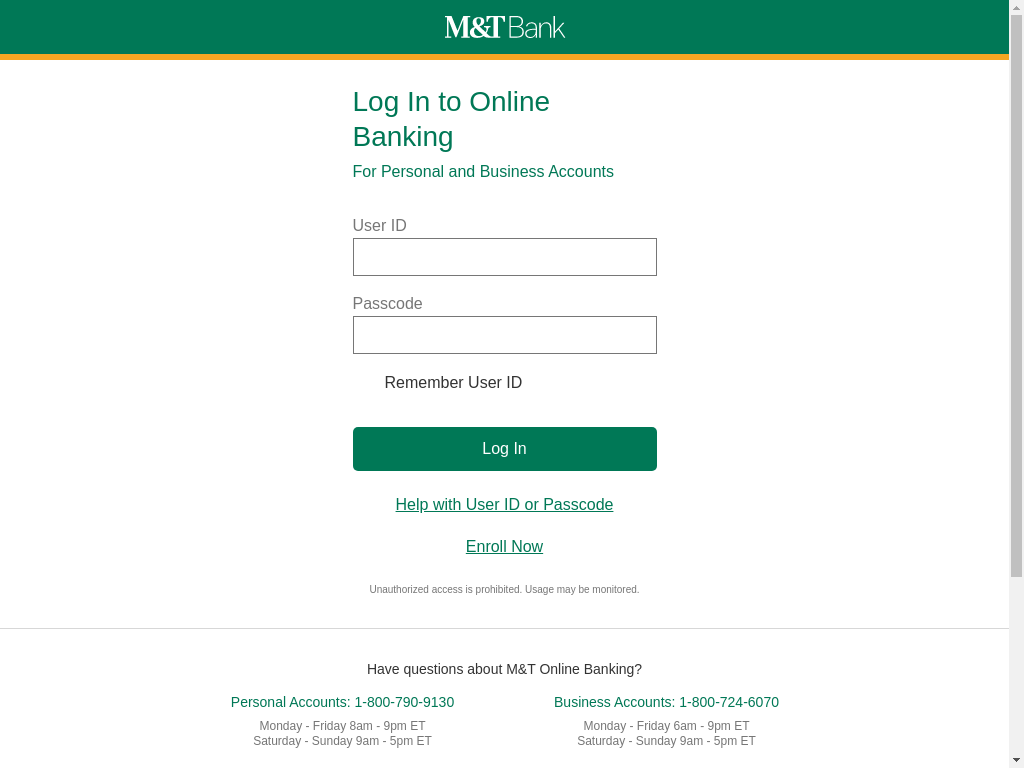 M&T Bank
Log In to Online
Banking
For Personal and Business Accounts
User ID
Passcode
Remember User ID
Log In
Help with User ID or Passcode
Enroll Now
Unauthorized access is prohibited. Usage may be monitored.
Have questions about M&T Online Banking?
Personal Accounts: 1-800-790-9130
Monday - Friday 8am - 9pm ET
Saturday - Sunday 9am - 5pm ET
Business Accounts: 1-800-724-6070
Monday - Friday 6am - 9pm ET
Saturday - Sunday 9am - 5pm ET